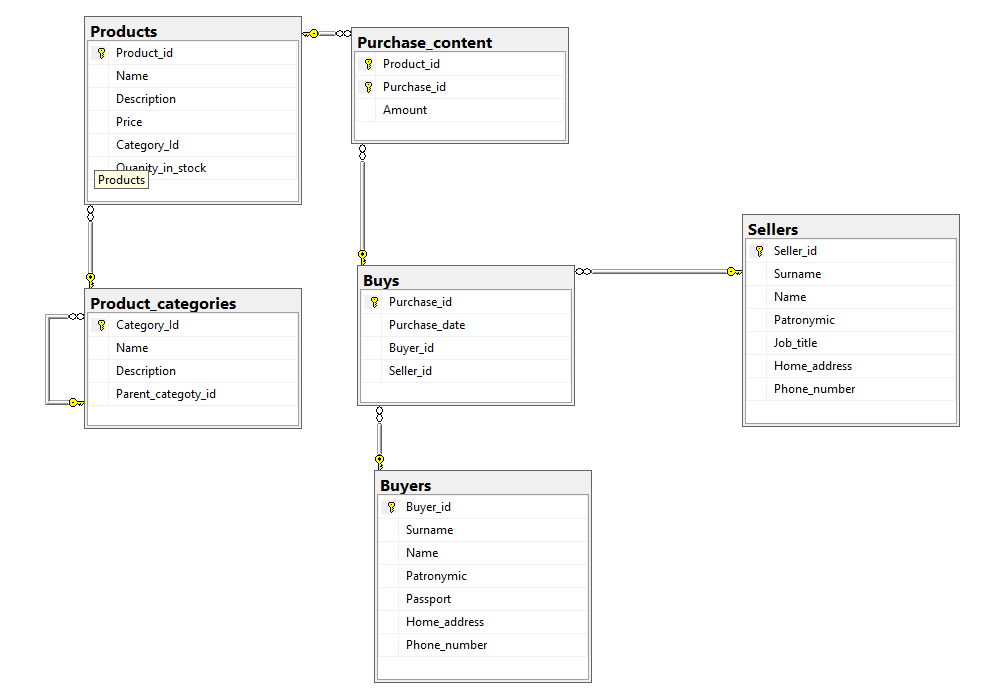 Products
Product_id
Name
Description
Price
Category_Id
Quanity_in_stock
Products
Purchase_content
Product_id
Purchase_id
Amount
Product_categories
Category_Id
Name
Description
Parent_categoty_id
Buys
Purchase_id
Purchase_date
Buyer_id
Seller_id
Sellers
Seller_id
Surname
Name
Patronymic
Job_title
Home_address
Phone_number
Buyers
Buyer_id
Surname
Name
Patronymic
Passport
Home_address
Phone_number